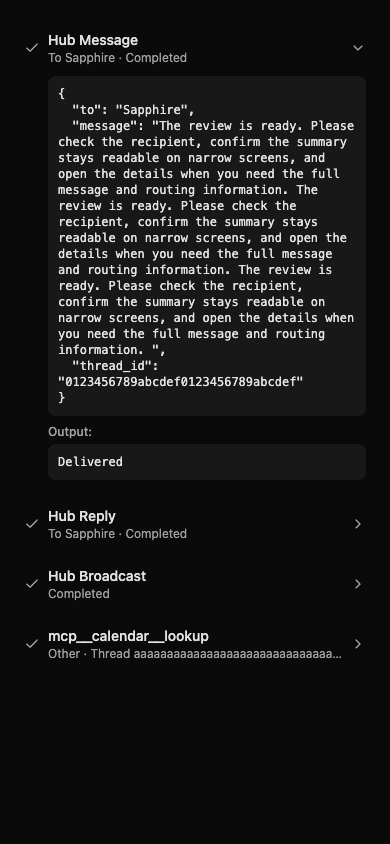 Hub Message
To Sapphire · Completed
{
  "to": "Sapphire",
  "message": "The review is ready. Please
check the recipient, confirm the summary
stays readable on narrow screens, and
open the details when you need the full
message and routing information. The
review is ready. Please check the
recipient, confirm the summary stays
readable on narrow screens, and open the
details when you need the full message
and routing information. The review is
ready. Please check the recipient,
confirm the summary stays readable on
narrow screens, and open the details when
you need the full message and routing
information. ",
  "thread_id":
"0123456789abcdef0123456789abcdef"
}
Output:
Delivered
Hub Reply
To Sapphire · Completed
Hub Broadcast
Completed
mcp__calendar__lookup
Other · Thread aaaaaaaaaaaaaaaaaaaaaaaaaaaaaa...